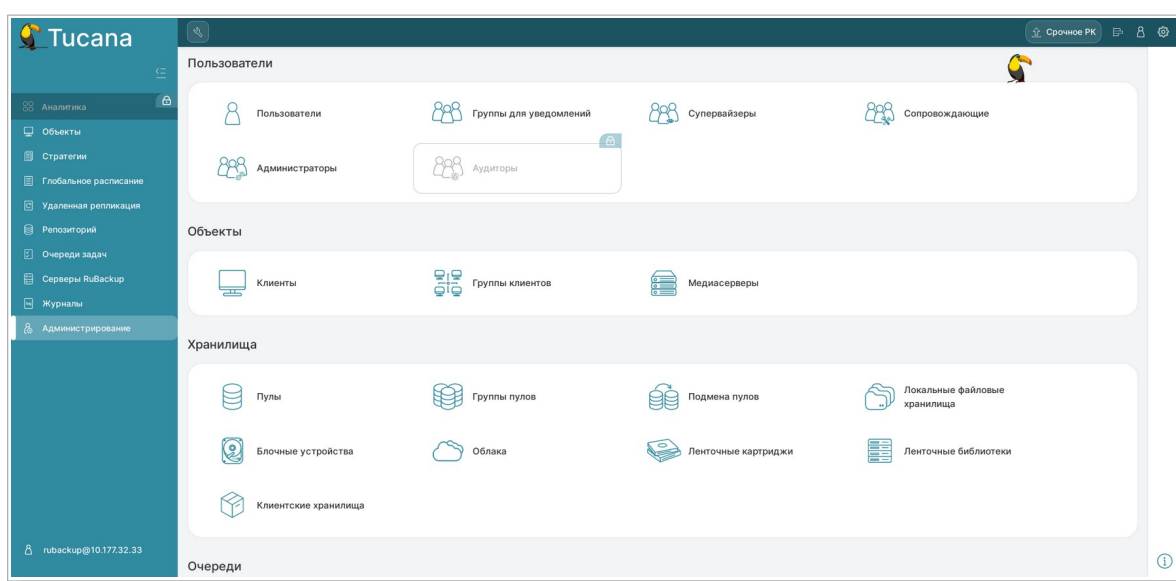 Tucana
Срочное РК
Аналитика
Объекты
Стратегии
Глобальное расписание
Удаленная репликация
Репозиторий
Очереди задач
Серверы RuBackup
Журналы
Администрирование
rubackup@10.177.32.33
Пользователи
Пользователи
Группы для уведомлений
Супервайзеры
Сопровождающие
Администраторы
Аудиторы
Объекты
Клиенты
Группы клиентов
Медиасерверы
Хранилища
Пулы
Группы пулов
Подмена пулов
Локальные файловые
хранилища
Блочные устройства
Облака
Ленточные картриджи
Ленточные библиотеки
Клиентские хранилища
Очереди